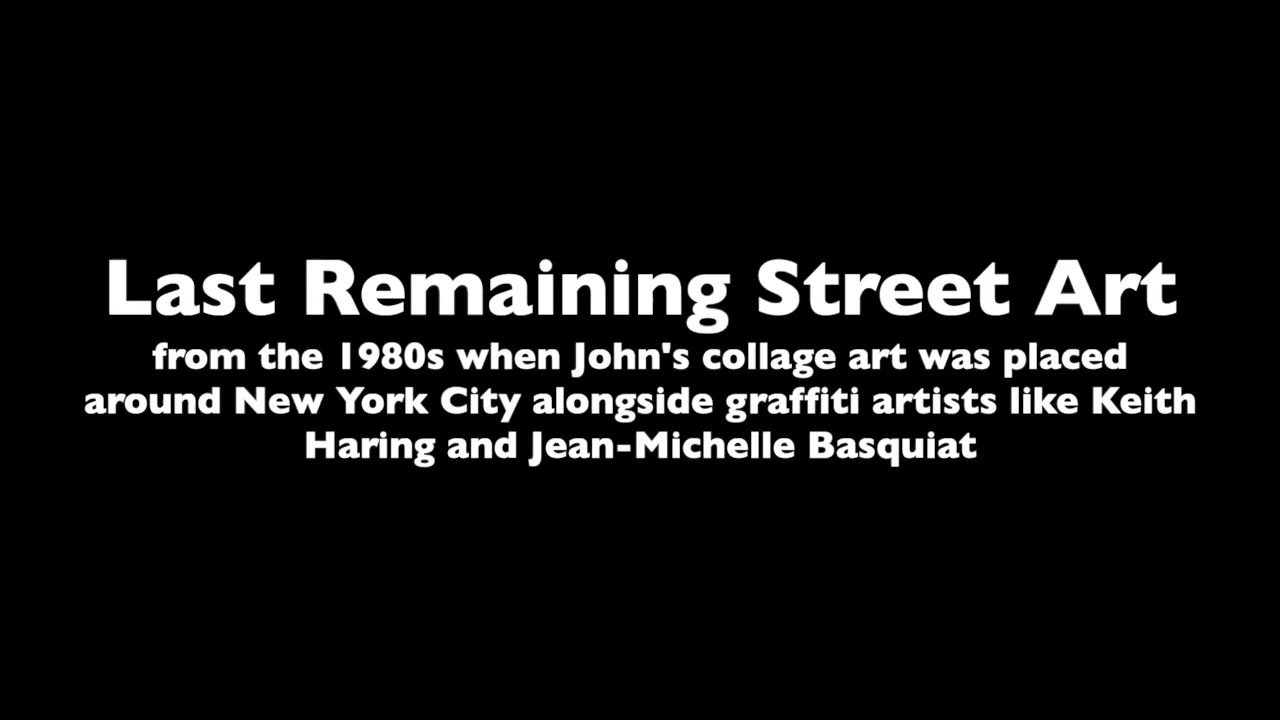 Last Remaining Street Art
from the 1980s when John's collage art was placed
around New York City alongside graffiti artists like Keith
Haring and Jean-Michelle Basquiat